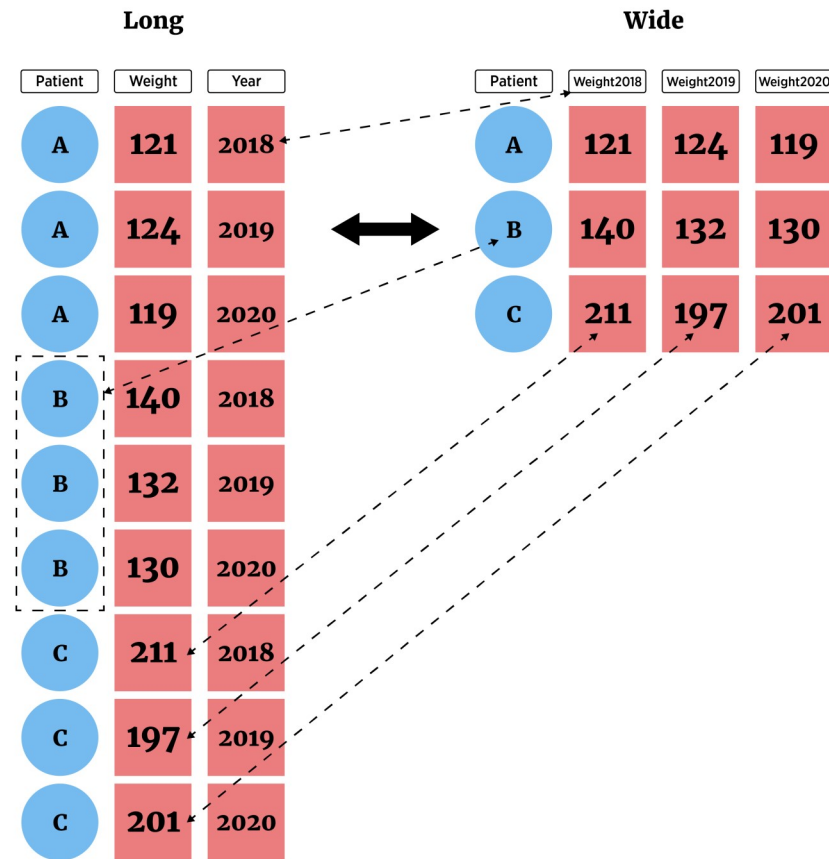 Long
Patient Weight Year
A 121 2018
A 124 2019
A 119 2020
B 140 2018
B 132 2019
B 130 2020
C 211 2018
C 197 2019
C 201 2020
Wide
Patient Weight2018 Weight2019 Weight2020
A 121 124 119
B 140 132 130
C 211 197 201